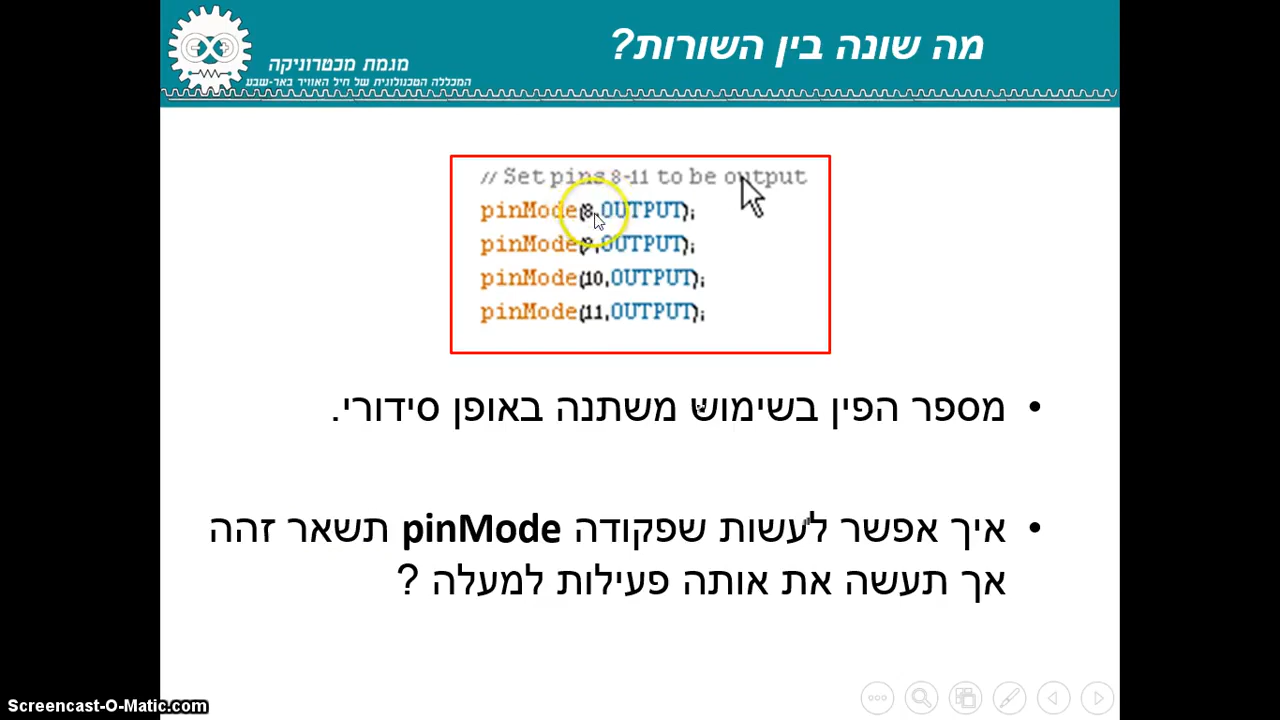 מה שונה בין השורות?
מגמת מכטרוניקה
המכללה הטכנולוגית של חיל האוויר באר-שבע
// Set pins 8-11 to be output
pinMode(8,OUTPUT);
pinMode(9,OUTPUT);
pinMode(10,OUTPUT);
pinMode(11,OUTPUT);
• מספר הפין בשימוש משתנה באופן סידורי.
• איך אפשר לעשות שפקודה pinMode תשאר זהה
אך תעשה את אותה פעילות למעלה ?
Screencast-O-Matic.com